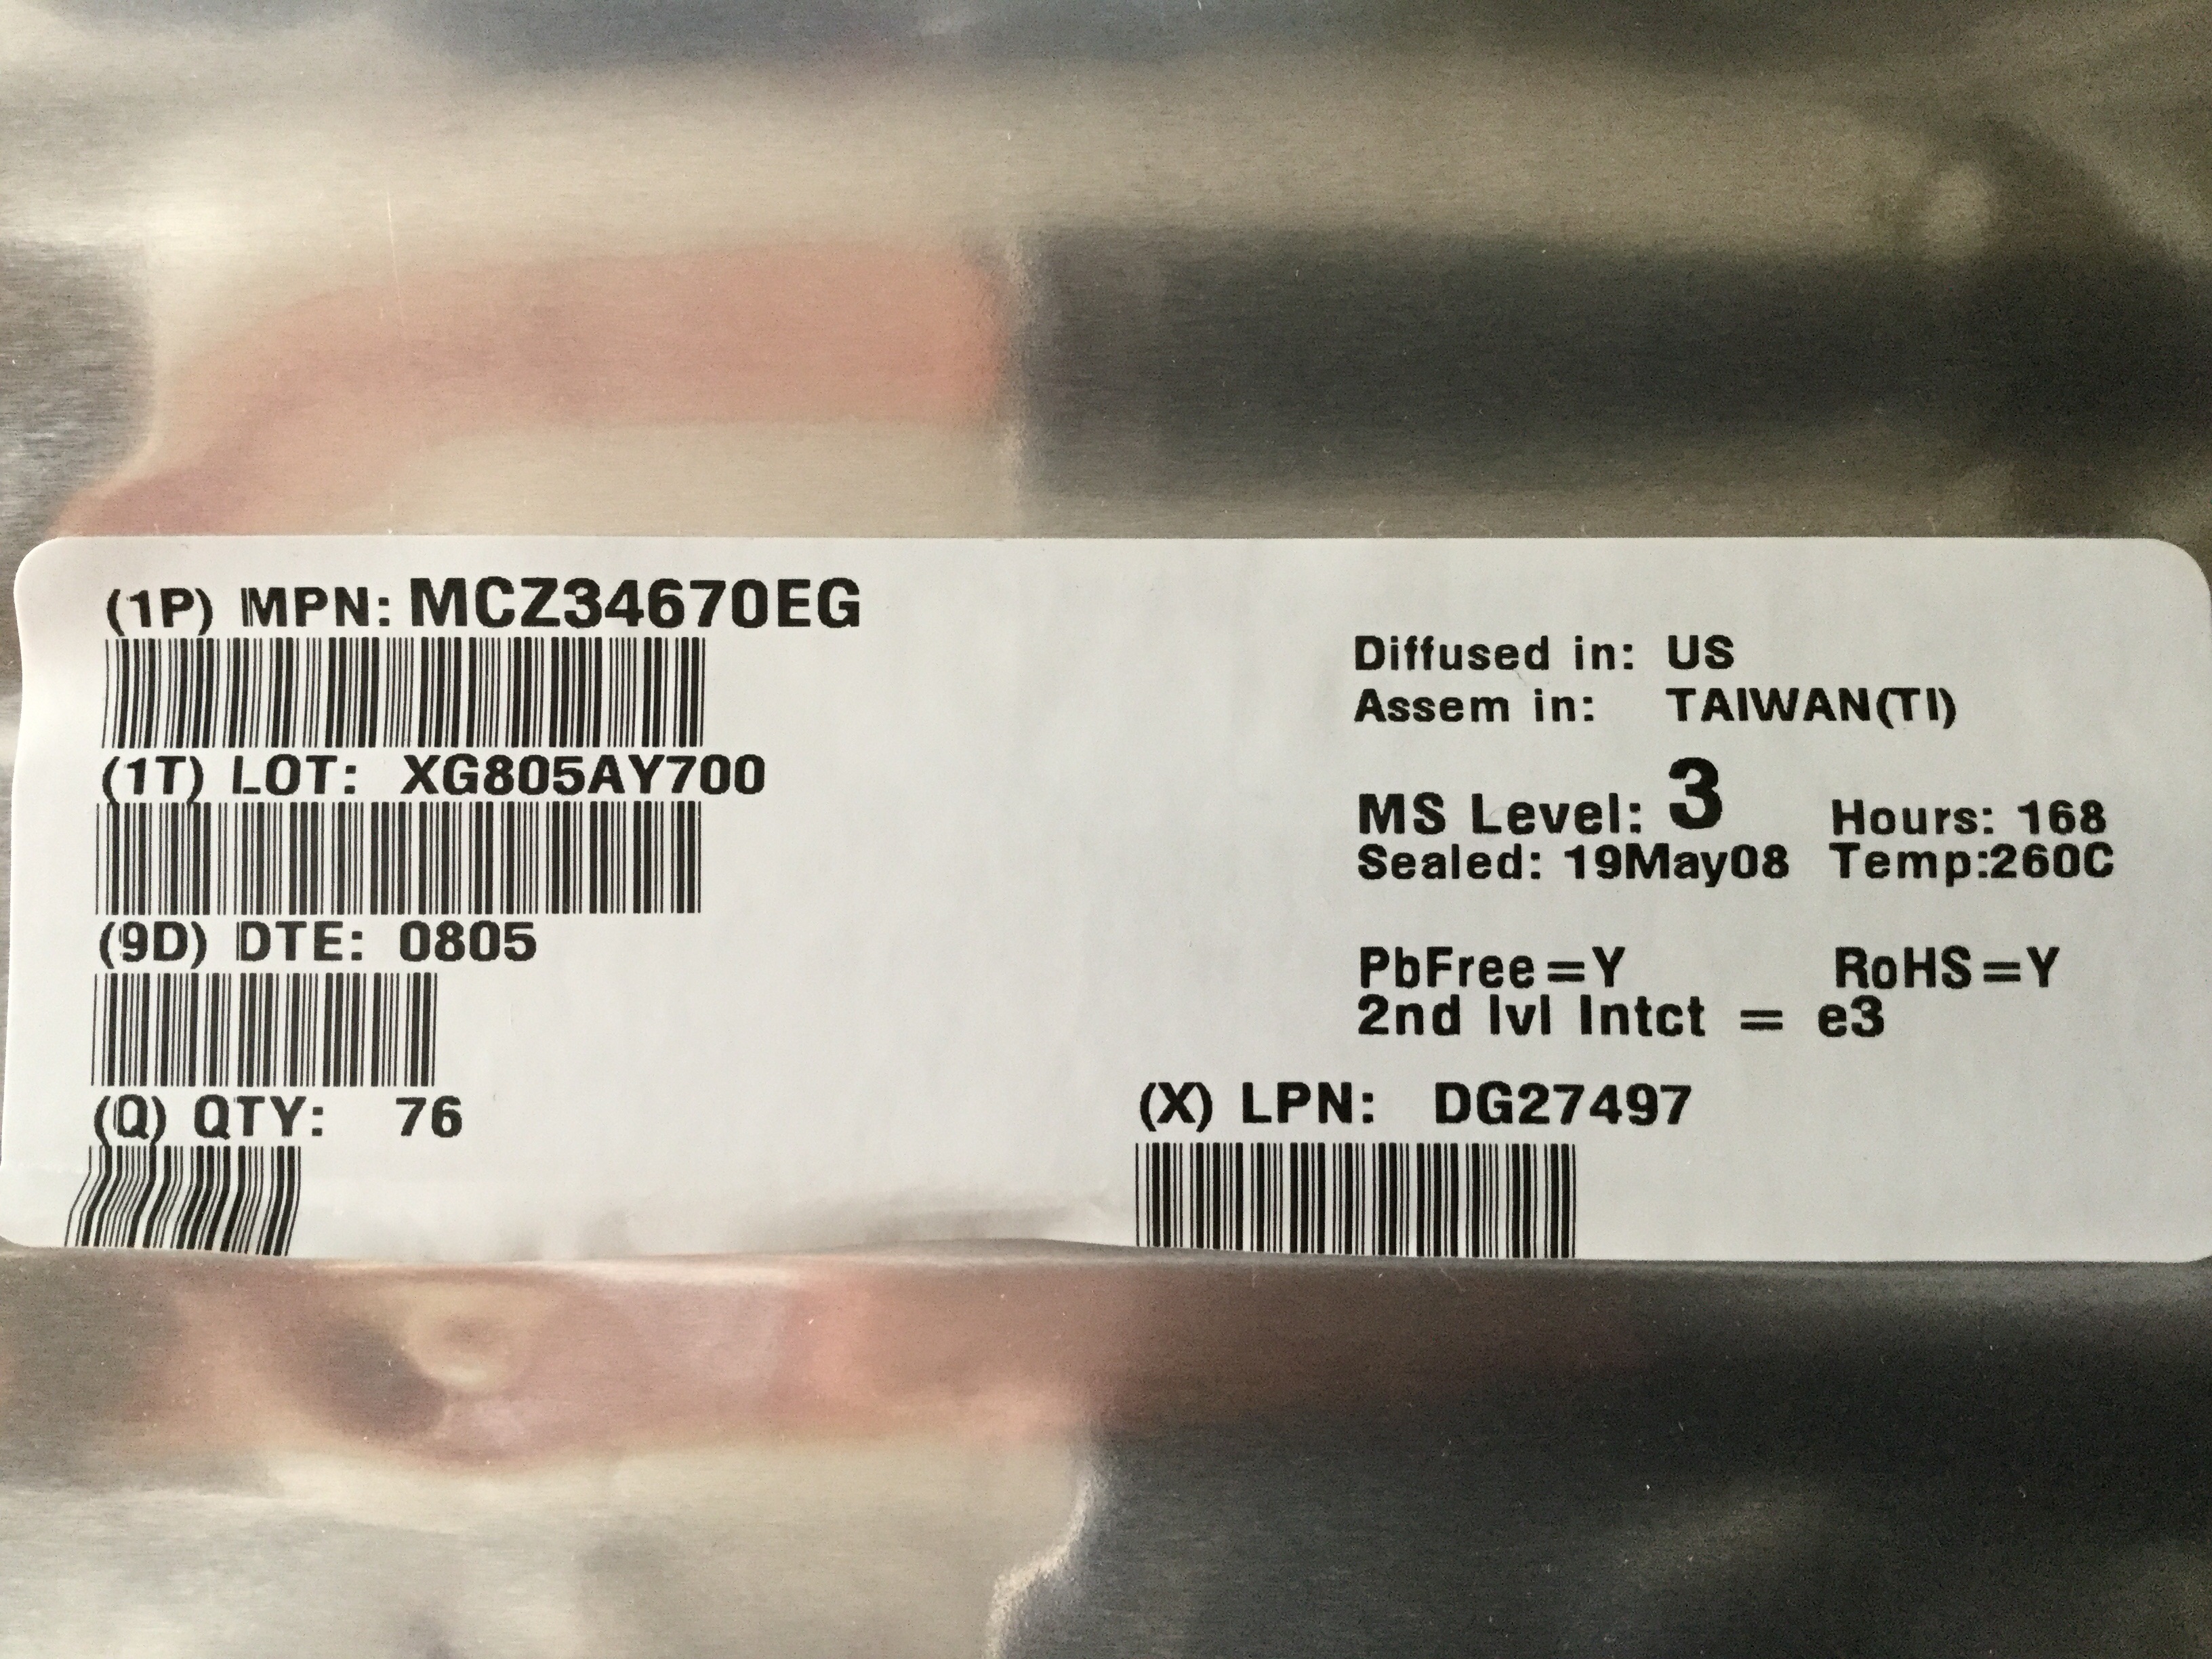 (1P) MPN: MCZ34670EG
(1T) LOT: XG805AY700
(9D) DTE: 0805
(Q) QTY: 76
Diffused in: US
Assem in: TAIWAN(TI)
MS Level: 3 Hours: 168
Sealed: 19May08 Temp:260C
PbFree=Y RoHS=Y
2nd lvl Intct = e3
(X) LPN: DG27497